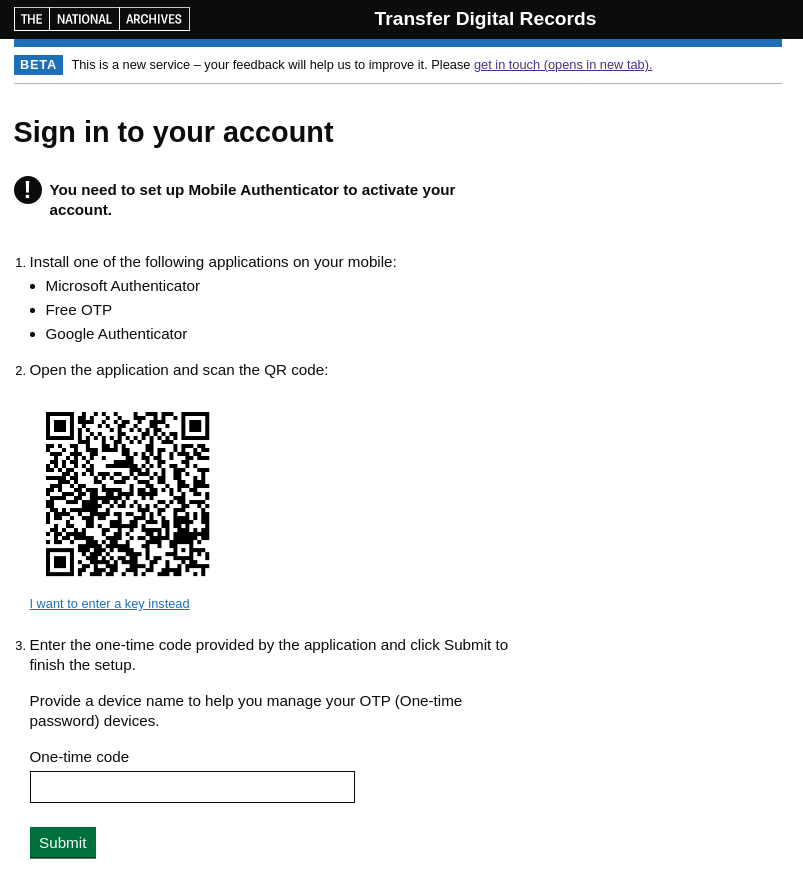 THE NATIONAL ARCHIVES
Transfer Digital Records
BETA This is a new service – your feedback will help us to improve it. Please get in touch (opens in new tab).
Sign in to your account
! You need to set up Mobile Authenticator to activate your
account.
1. Install one of the following applications on your mobile:
• Microsoft Authenticator
• Free OTP
• Google Authenticator
2. Open the application and scan the QR code:
I want to enter a key instead
3. Enter the one-time code provided by the application and click Submit to
finish the setup.
Provide a device name to help you manage your OTP (One-time
password) devices.
One-time code
Submit